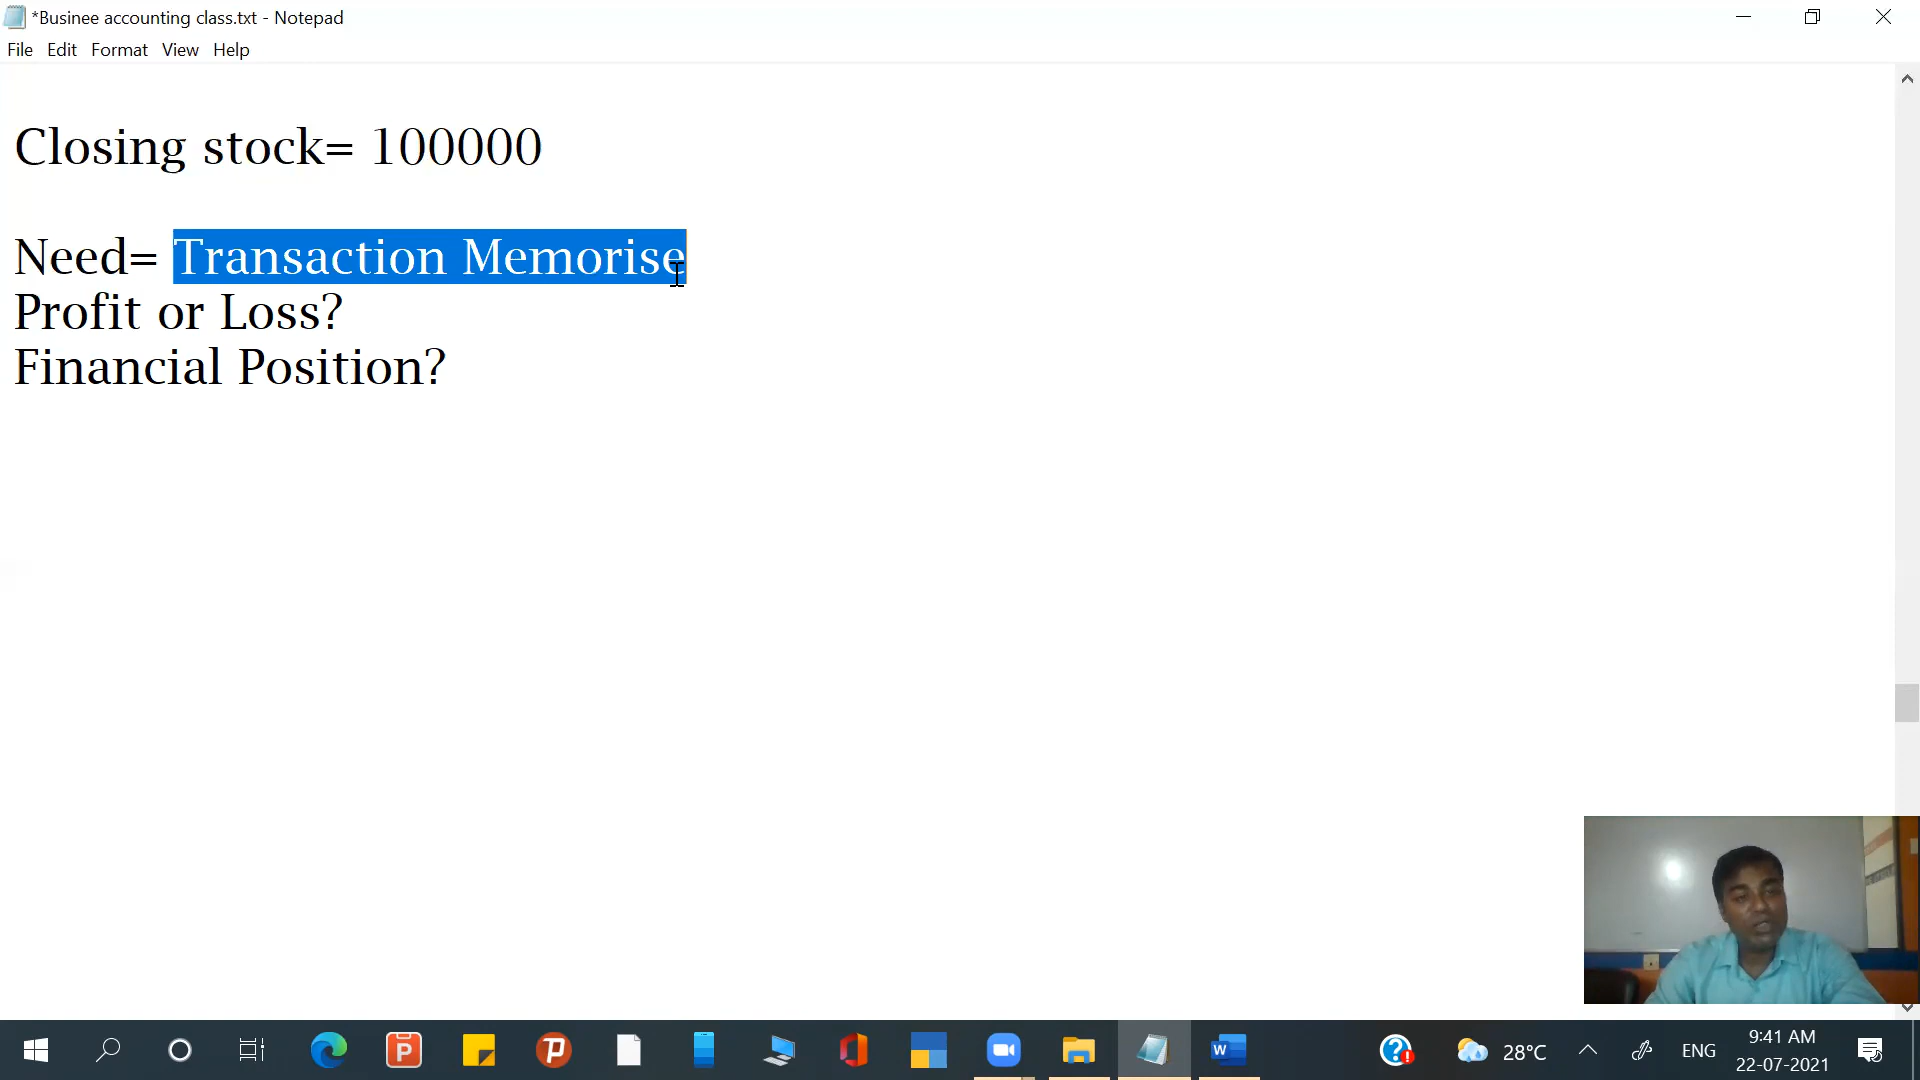 *Businee accounting class.txt - Notepad
File Edit Format View Help
Closing stock= 100000
Need= Transaction Memorise
Profit or Loss?
Financial Position?
28°C
ENG
9:41 AM
22-07-2021